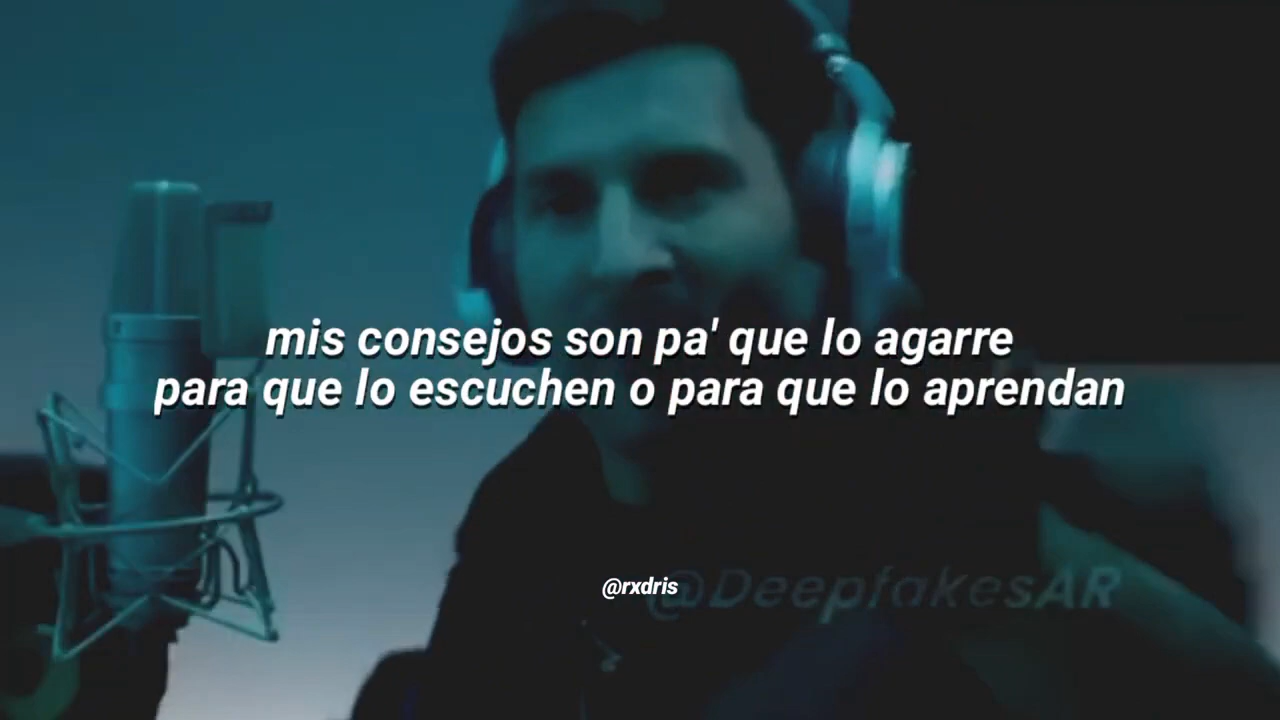 mis consejos son pa' que lo agarre
para que lo escuchen o para que lo aprendan
@rxdris
@DeepfakesAR